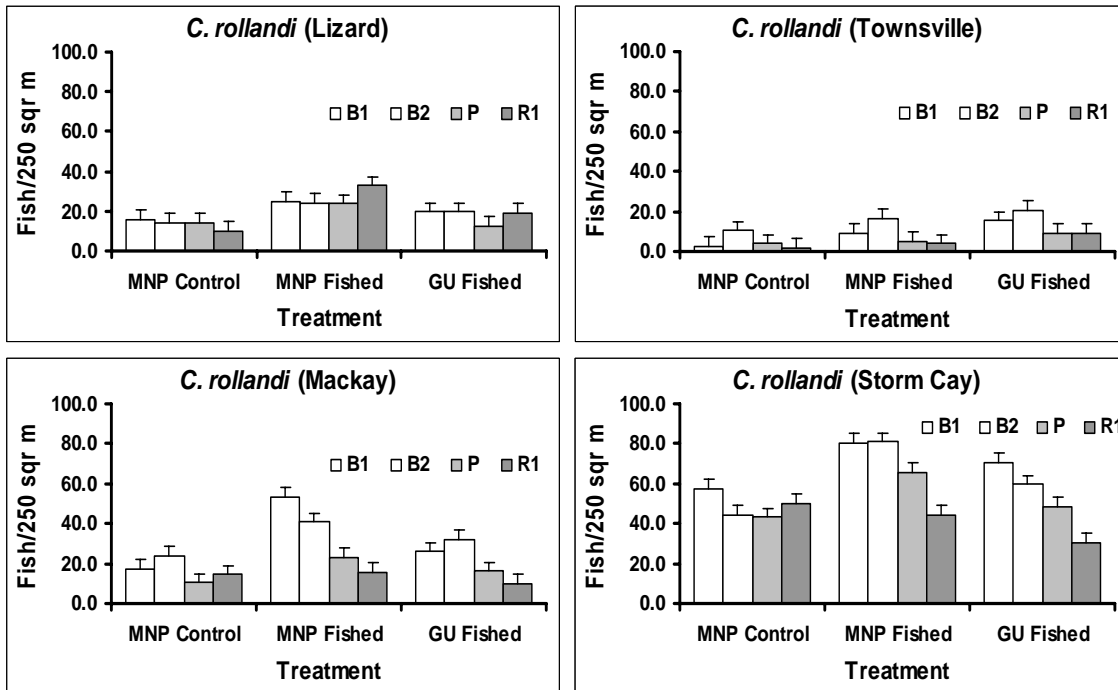 C. rollandi (Lizard)
Fish/250 sqr m
100.0
80.0
60.0
40.0
20.0
0.0
B1 B2 P R1
MNP Control MNP Fished GU Fished
Treatment
C. rollandi (Townsville)
Fish/250 sqr m
100.0
80.0
60.0
40.0
20.0
0.0
B1 B2 P R1
MNP Control MNP Fished GU Fished
Treatment
C. rollandi (Mackay)
Fish/250 sqr m
100.0
80.0
60.0
40.0
20.0
0.0
B1 B2 P R1
MNP Control MNP Fished GU Fished
Treatment
C. rollandi (Storm Cay)
Fish/250 sqr m
100.0
80.0
60.0
40.0
20.0
0.0
B1 B2 P R1
MNP Control MNP Fished GU Fished
Treatment